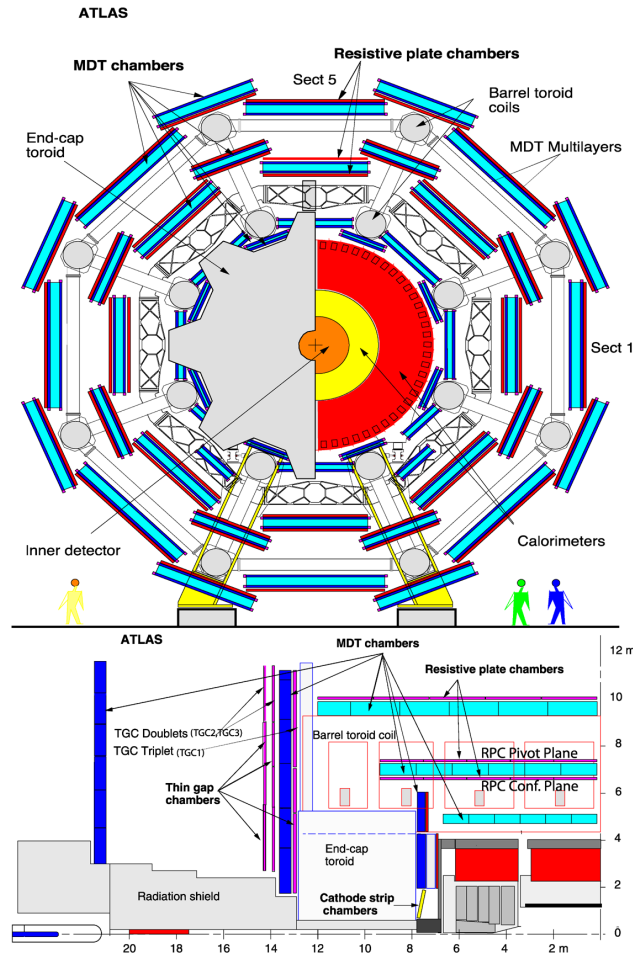 ATLAS
MDT chambers
Resistive plate chambers
Sect 5
Barrel toroid
coils
End-cap
toroid
MDT Multilayers
Sect 1
Inner detector
Calorimeters
ATLAS
MDT chambers
12 m
Resistive plate chambers
10
TGC Doublets (TGC2,TGC3)
TGC Triplet (TGC1)
Barrel toroid coil
RPC Pivot Plane
8
Thin gap
chambers
RPC Conf. Plane
6
4
End-cap
toroid
Radiation shield
Cathode strip
chambers
2
0
20
18
16
14
12
10
8
6
4
2 m